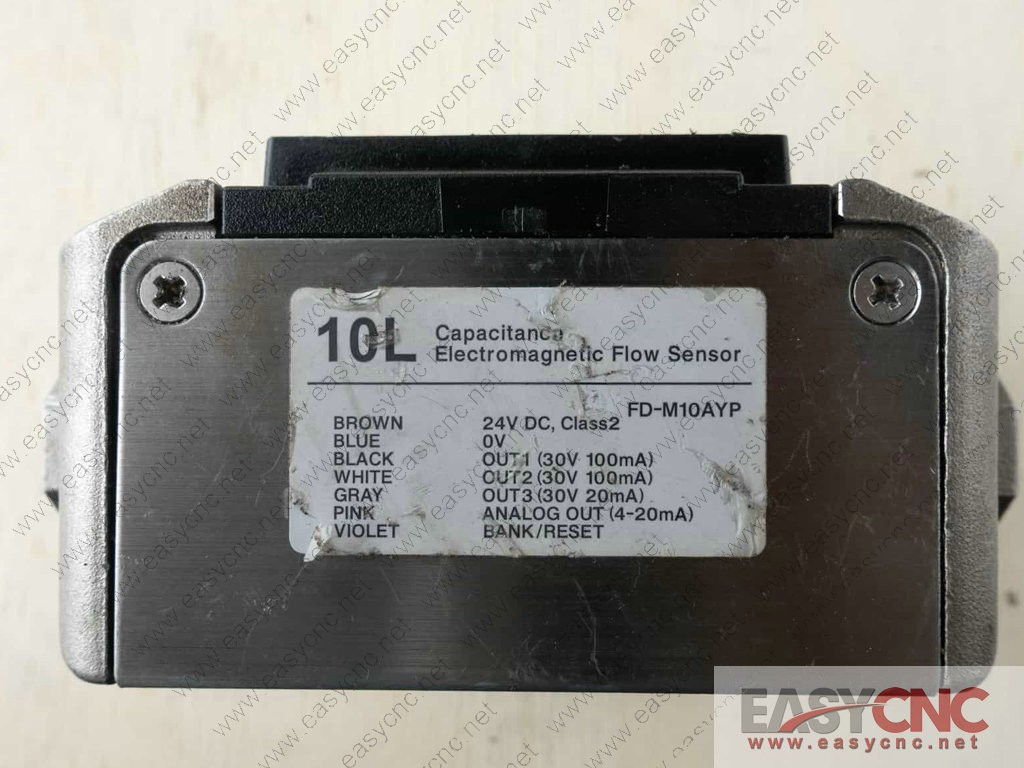 10L Capacitance
Electromagnetic Flow Sensor
FD-M10AYP
BROWN 24V DC, Class2
BLUE 0V
BLACK OUT1 (30V 100mA)
WHITE OUT2 (30V 100mA)
GRAY OUT3 (30V 20mA)
PINK ANALOG OUT (4-20mA)
VIOLET BANK/RESET
EASYCNC
www.easycnc.net